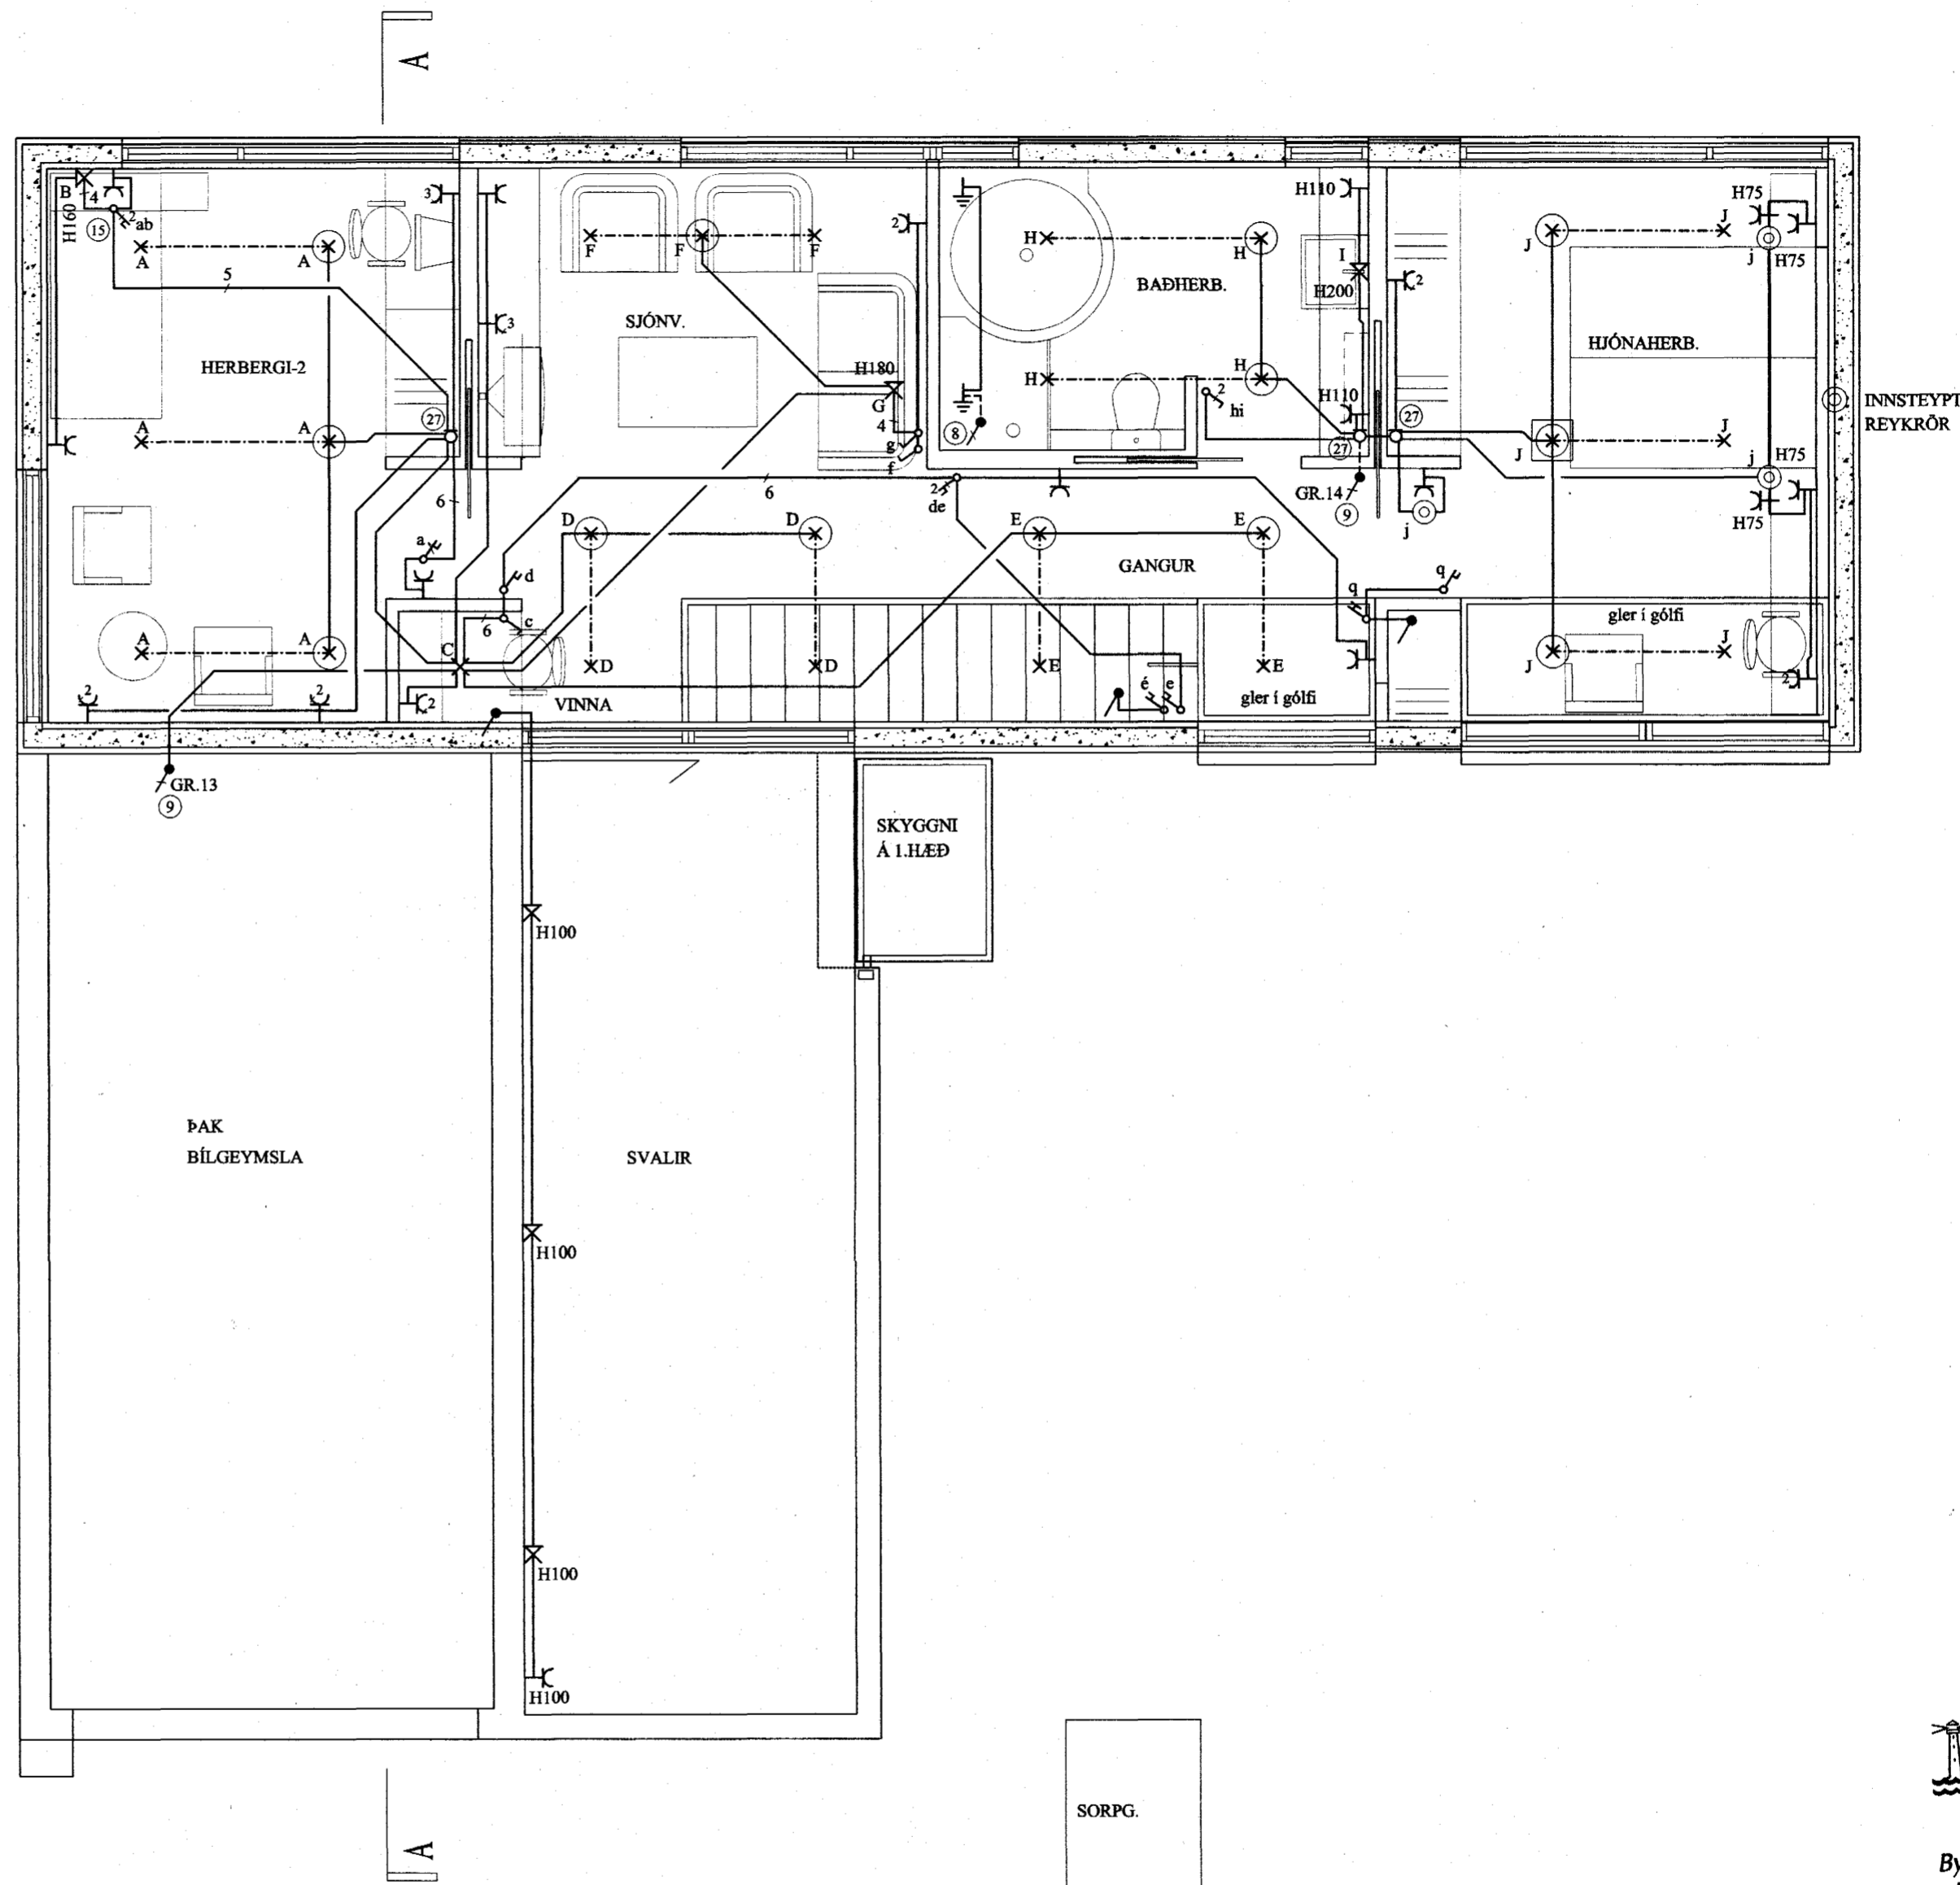 A
B
4
H160
15
2
ab
A
A
5
3
3
F
F
F
2
H
H
H110
I
H200
BAÐHERB.
2
J
J
H75
j
H75
SJÓNV.
HERBERGI-2
HJÓNAHERB.
H180
G
4
g
f
H
H
2
hi
H110
27
8
27
A
A
27
J
J
j
H75
H75
INNSTEYPT
REYKRÖR
6
6
2
de
GR.14
9
j
a
D
D
E
E
GANGUR
d
q
q
6
c
C
gler í gólfi
A
A
D
D
E
E
J
J
2
2
2
VINNA
é
e
gler í gólfi
2
GR.13
9
SKYGGNI
Á 1.HÆÐ
H100
ÞAK
BÍLGEYMSLA
SVALIR
H100
H100
H100
SORPG.
A
By